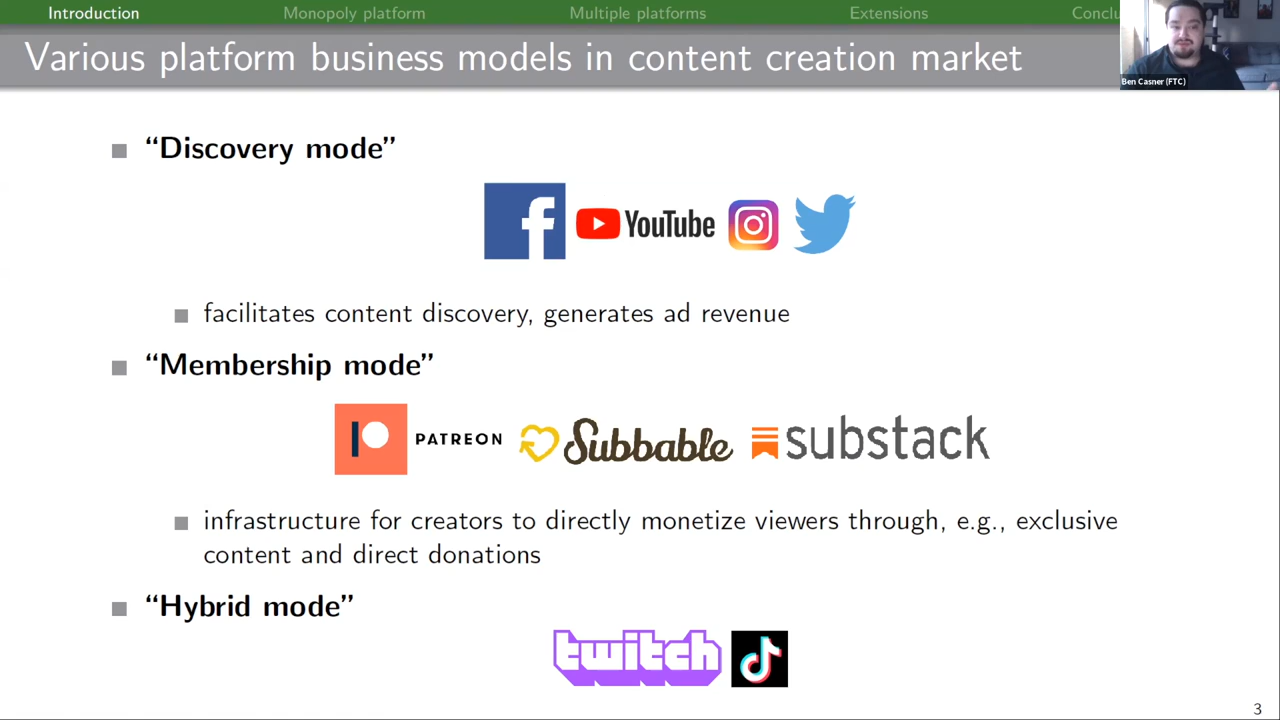 Introduction Monopoly platform Multiple platforms Extensions Conclu
Various platform business models in content creation market
Ben Casner (FTC)
“Discovery mode”
f YouTube
facilitates content discovery, generates ad revenue
“Membership mode”
PATREON Subbable substack
infrastructure for creators to directly monetize viewers through, e.g., exclusive
content and direct donations
“Hybrid mode”
twitch
3